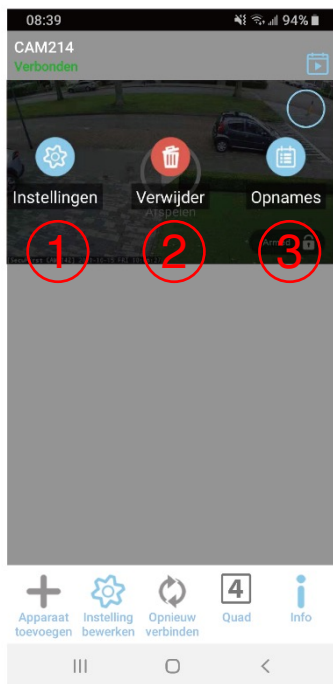 08:39 94%
CAM214
Verbonden
Instellingen Verwijder Opnames
Afspelen
1 2 3
Armed
4
Apparaat toevoegen Instelling bewerken Opnieuw verbinden Quad Info